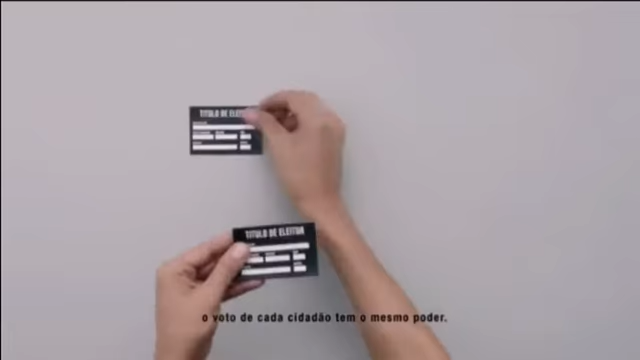 TITULO DE ELEITOR
TITULO DE ELEITOR
o voto de cada cidadão tem o mesmo poder.